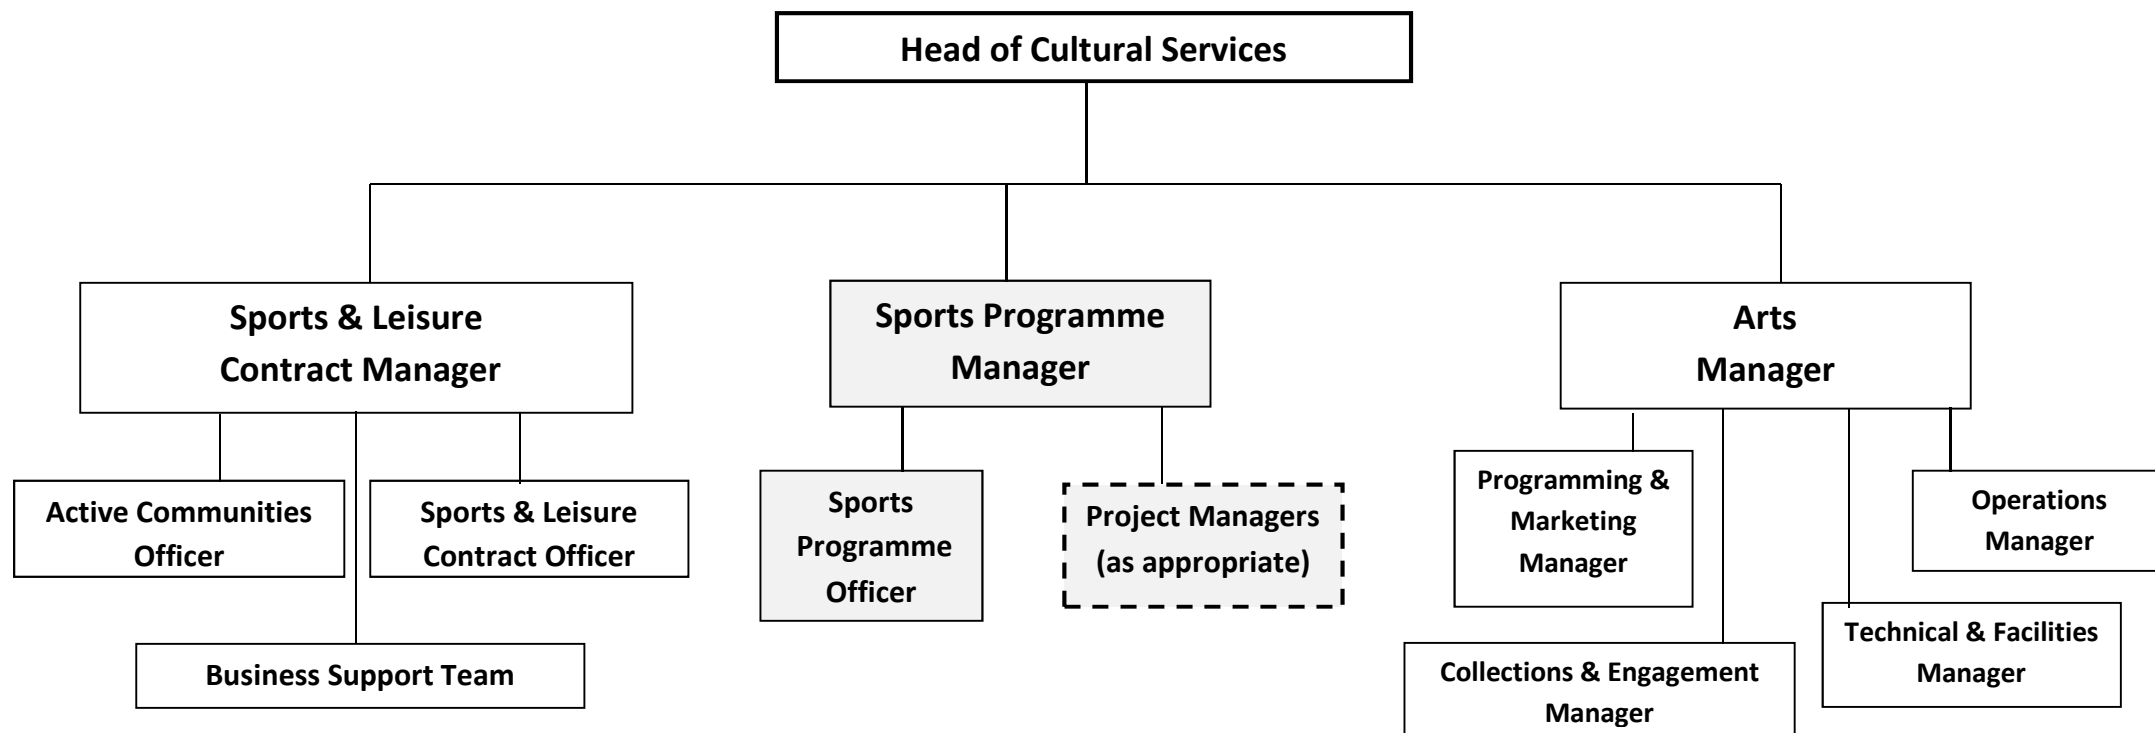 Head of Cultural Services
Sports & Leisure
Contract Manager
Sports Programme
Manager
Arts
Manager
Active Communities
Officer
Sports & Leisure
Contract Officer
Business Support Team
Sports
Programme
Officer
Project Managers
(as appropriate)
Programming &
Marketing
Manager
Operations
Manager
Collections & Engagement
Manager
Technical & Facilities
Manager